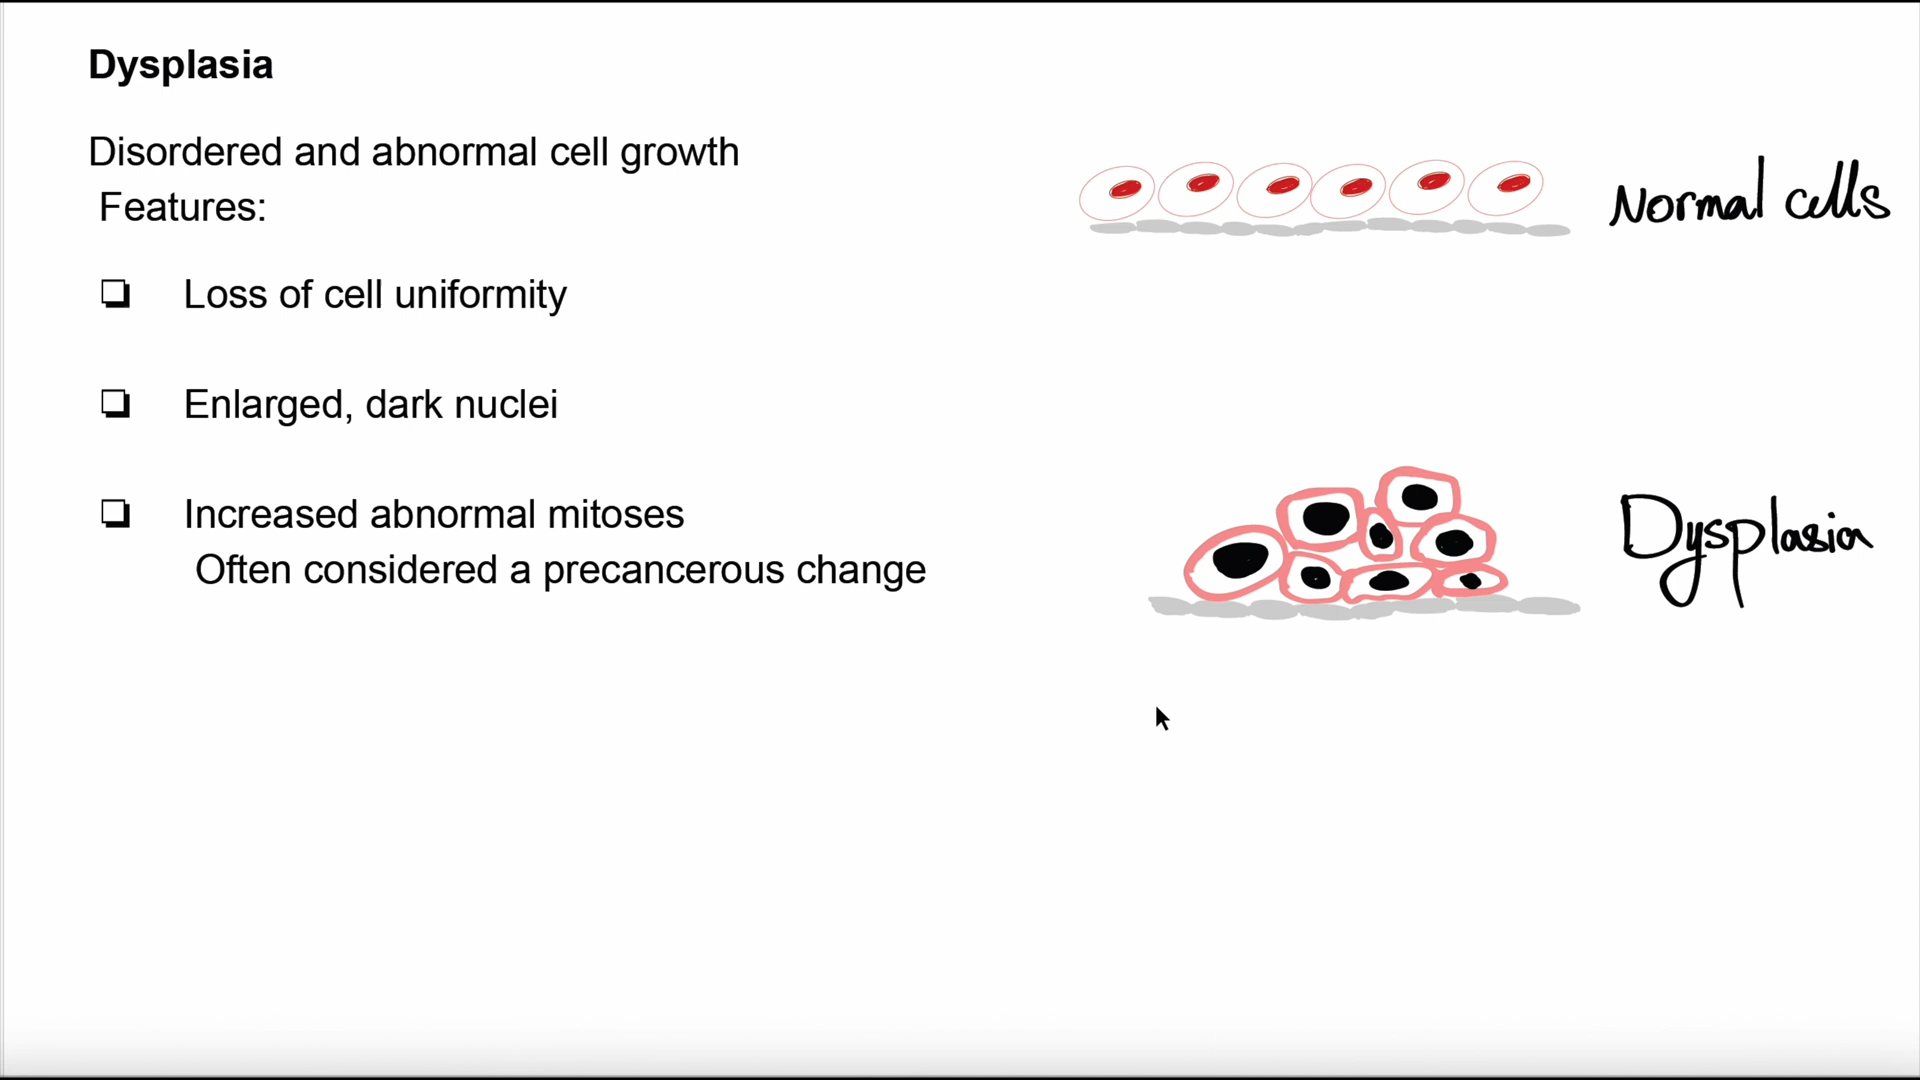 Dysplasia
Disordered and abnormal cell growth
Features:
❏ Loss of cell uniformity
❏ Enlarged, dark nuclei
❏ Increased abnormal mitoses
Often considered a precancerous change
Normal cells
Dysplasia